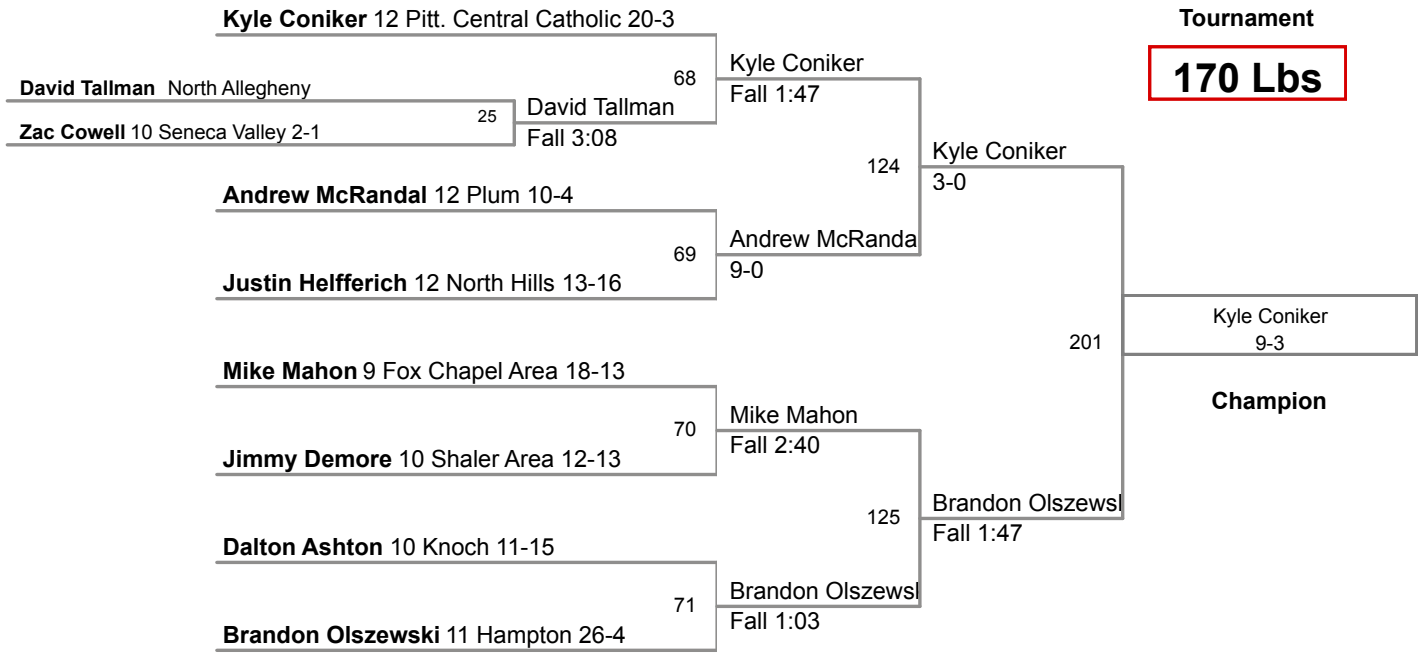 Kyle Coniker 12 Pitt. Central Catholic 20-3
Tournament
170 Lbs
68
Kyle Coniker
Fall 1:47
David Tallman North Allegheny
25
David Tallman
Fall 3:08
Zac Cowell 10 Seneca Valley 2-1
124
Kyle Coniker
3-0
Andrew McRandal 12 Plum 10-4
69
Andrew McRanda
9-0
Justin Helfferich 12 North Hills 13-16
201
Kyle Coniker
9-3
Champion
Mike Mahon 9 Fox Chapel Area 18-13
70
Mike Mahon
Fall 2:40
Jimmy Demore 10 Shaler Area 12-13
125
Brandon Olszewsl
Fall 1:47
Dalton Ashton 10 Knoch 11-15
71
Brandon Olszewsl
Fall 1:03
Brandon Olszewski 11 Hampton 26-4